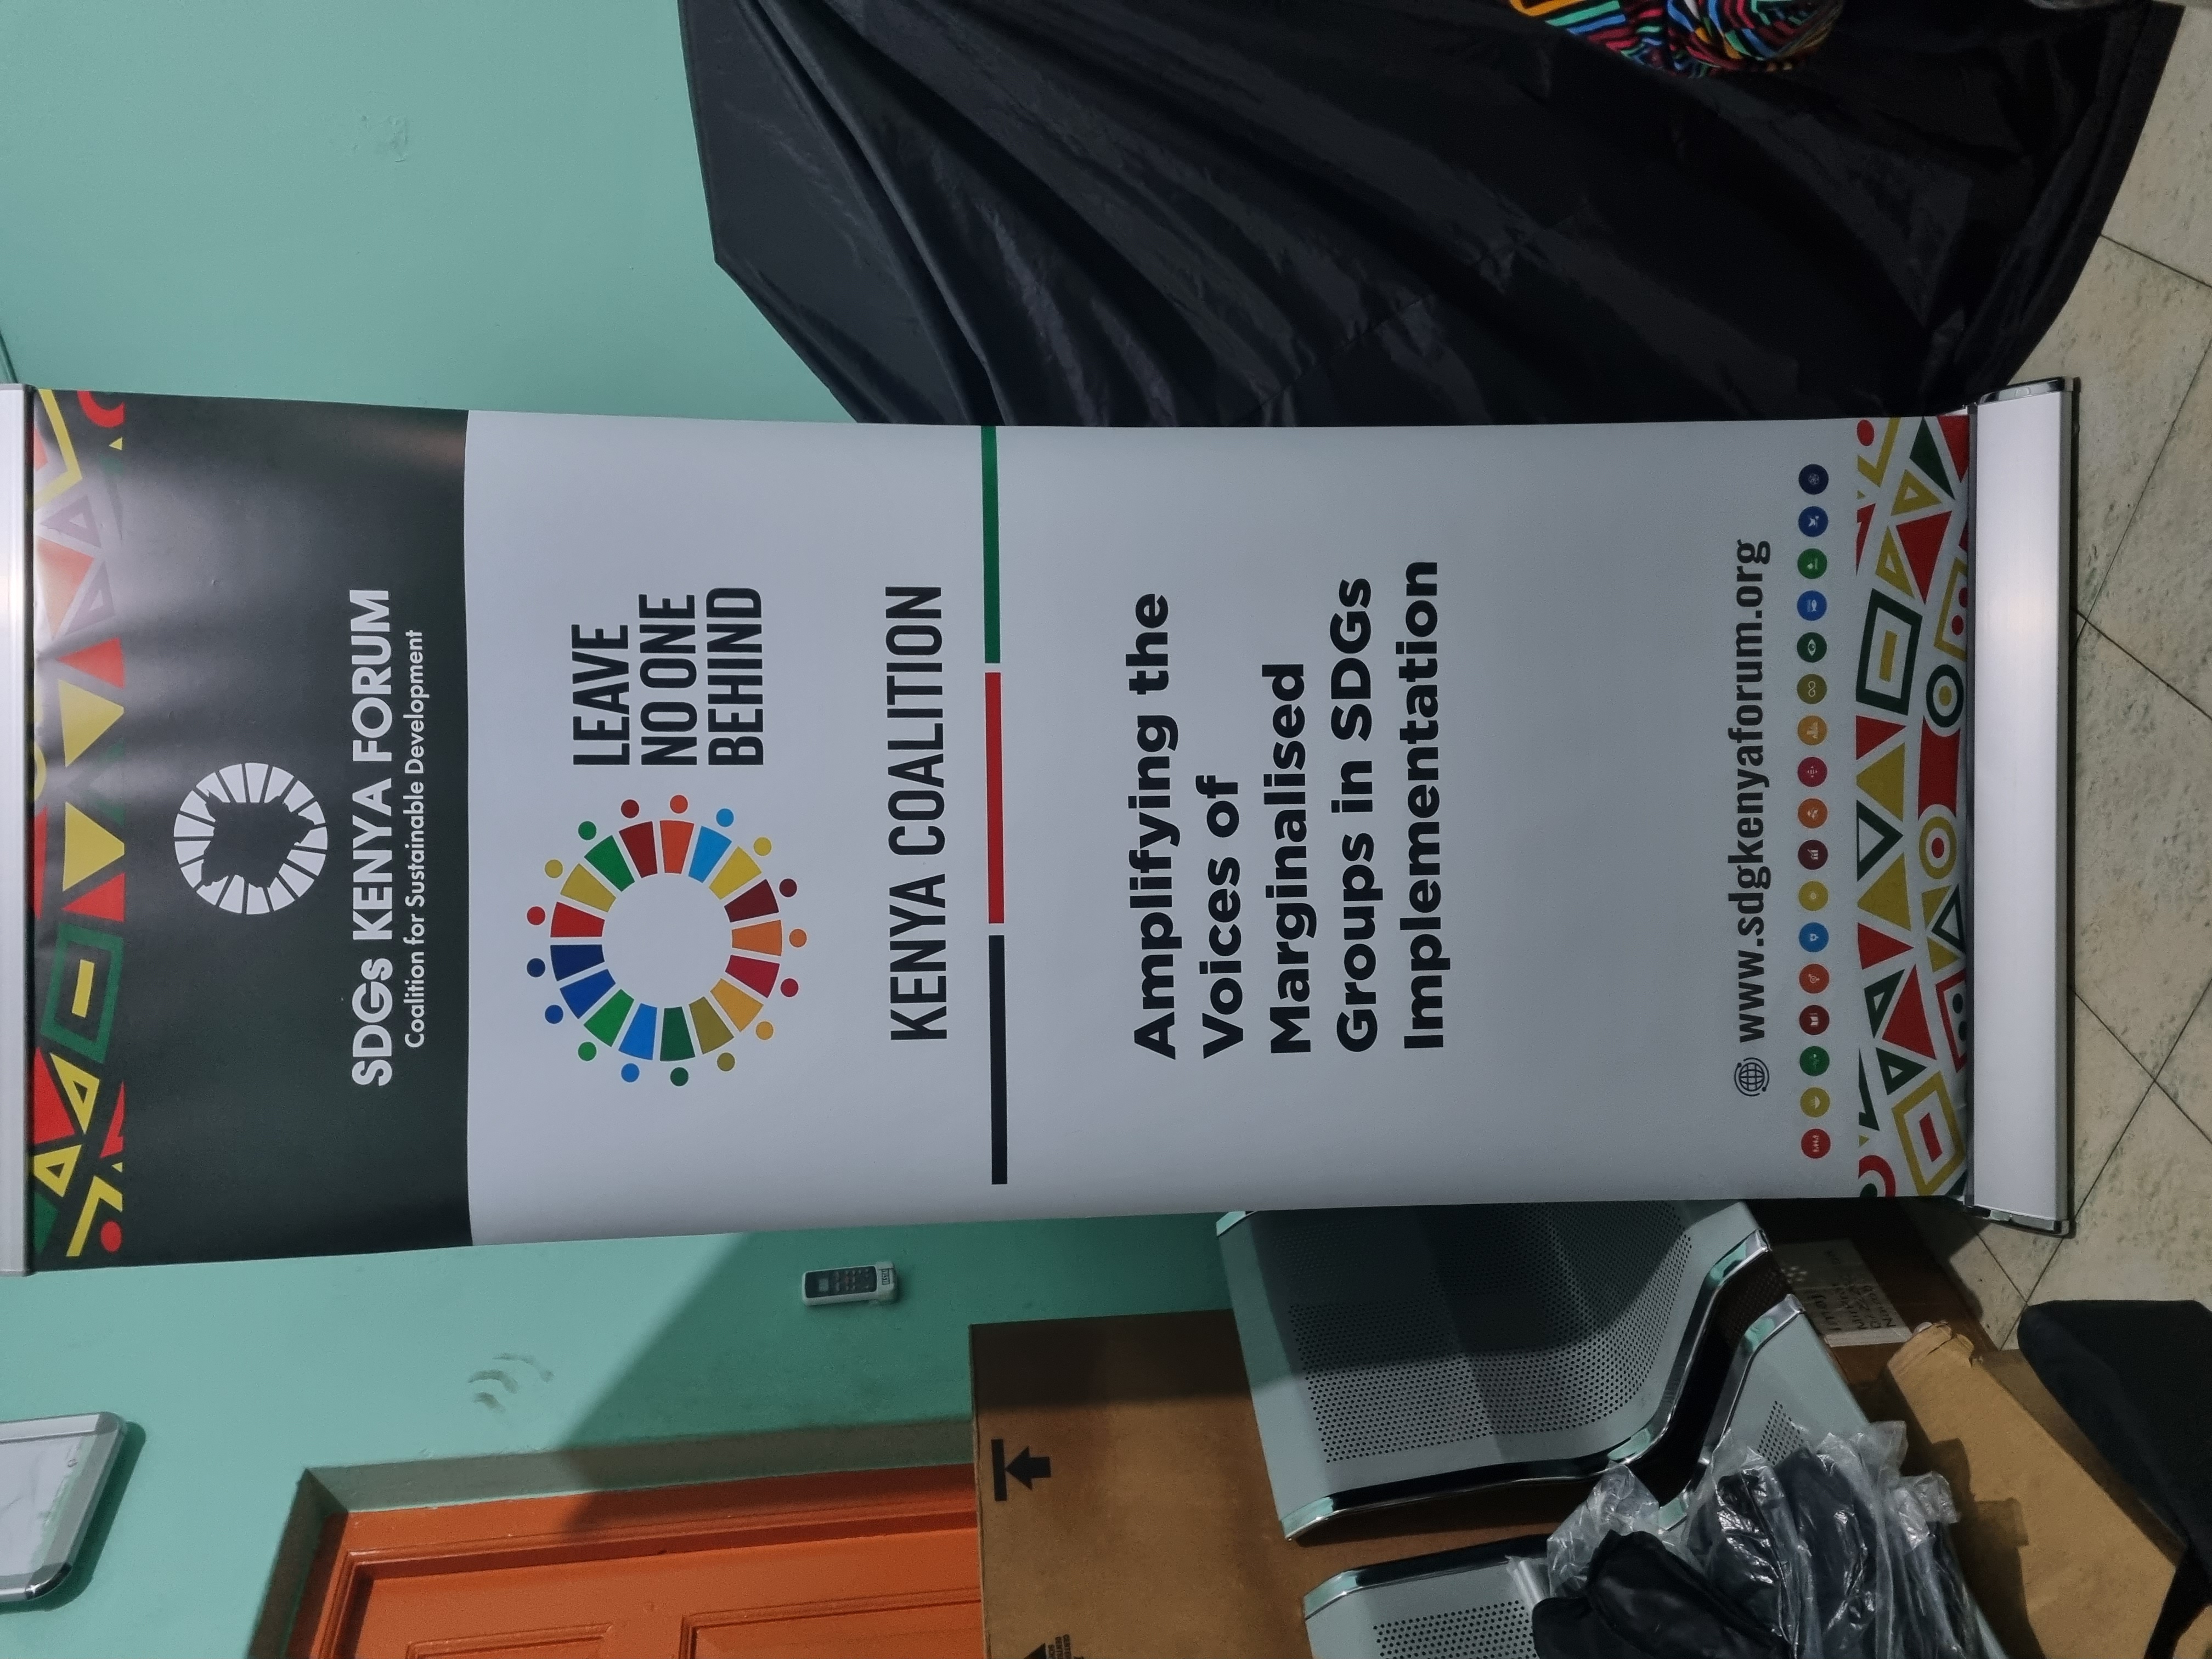 SDGs KENYA FORUM
Coalition for Sustainable Development
LEAVE
NO ONE
BEHIND
KENYA COALITION
Amplifying the
Voices of
Marginalised
Groups in SDGs
Implementation
www.sdgkenyaforum.org